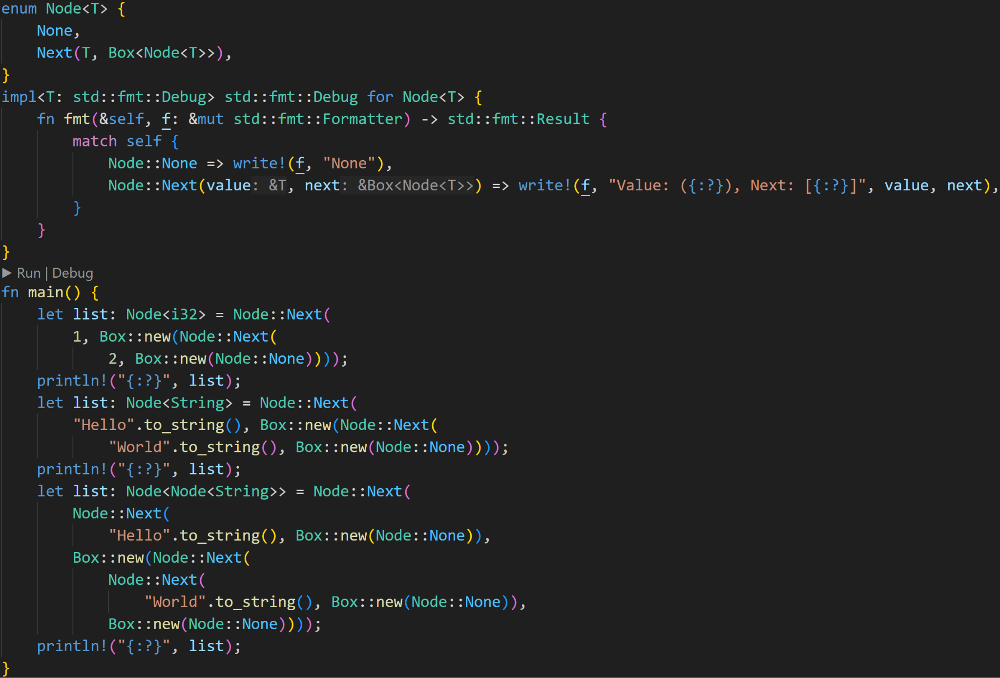 enum Node<T> {
    None,
    Next(T, Box<Node<T>>),
}
impl<T: std::fmt::Debug> std::fmt::Debug for Node<T> {
    fn fmt(&self, f: &mut std::fmt::Formatter) -> std::fmt::Result {
        match self {
            Node::None => write!(f, "None"),
            Node::Next(value: &T, next: &Box<Node<T>>) => write!(f, "Value: ({:?}), Next: [{:?}]", value, next),
        }
    }
}
▶ Run | Debug
fn main() {
    let list: Node<i32> = Node::Next(
        1, Box::new(Node::Next(
            2, Box::new(Node::None))));
    println!("{:?}", list);
    let list: Node<String> = Node::Next(
        "Hello".to_string(), Box::new(Node::Next(
            "World".to_string(), Box::new(Node::None))));
    println!("{:?}", list);
    let list: Node<Node<String>> = Node::Next(
        Node::Next(
            "Hello".to_string(), Box::new(Node::None)),
        Box::new(Node::Next(
            Node::Next(
                "World".to_string(), Box::new(Node::None)),
            Box::new(Node::None))));
    println!("{:?}", list);
}